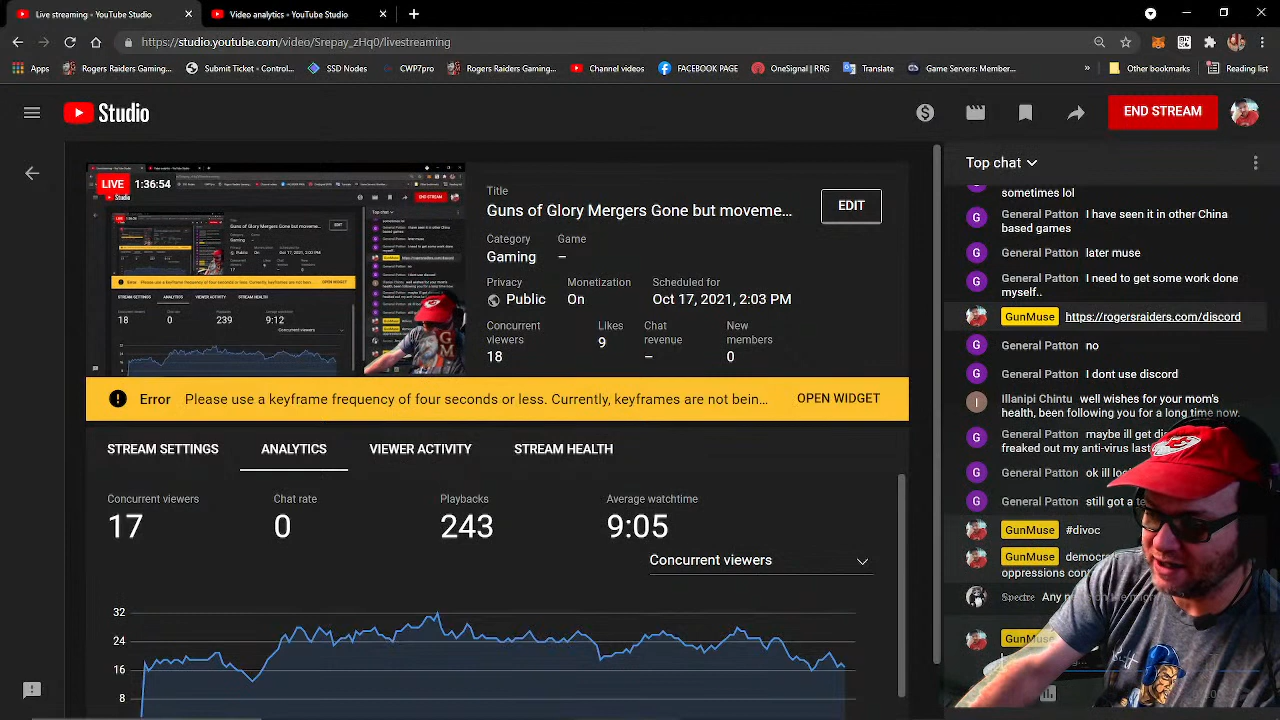 Live streaming - YouTube Studio
Video analytics - YouTube Studio
https://studio.youtube.com/video/Srepay_zHq0/livestreaming
Apps
Rogers Raiders Gaming...
Submit Ticket - Control...
SSD Nodes
CWP7pro
Rogers Raiders Gaming...
Channel videos
FACEBOOK PAGE
OneSignal | RRG
Translate
Game Servers: Member...
»
Other bookmarks
Reading list
Studio
END STREAM
LIVE 1:36:54
Title
Guns of Glory Mergers Gone but moveme...
EDIT
Category
Game
Gaming
–
Privacy
Monetization
Scheduled for
Public
On
Oct 17, 2021, 2:03 PM
Concurrent
viewers
Likes
Chat
revenue
New
members
18
9
–
0
Error Please use a keyframe frequency of four seconds or less. Currently, keyframes are not bein...
OPEN WIDGET
STREAM SETTINGS
ANALYTICS
VIEWER ACTIVITY
STREAM HEALTH
Concurrent viewers
Chat rate
Playbacks
Average watchtime
17
0
243
9:05
Concurrent viewers
32
24
16
8
Top chat
sometimes lol
General Patton I have seen it in other China
based games
General Patton brter muse
General Patton I need to get some work done
myself..
GunMuse http://rogersraiders.com/discord
General Patton no
General Patton I dont use discord
Illanipi Chintu well wishes for your mom's
health, been following you for a long time now.
General Patton maybe ill get di
freaked out my anti-virus last
General Patton ok ill loo
General Patton still got a te
GunMuse #divoc
GunMuse democ
oppressions con
Spectre Any
GunMuse